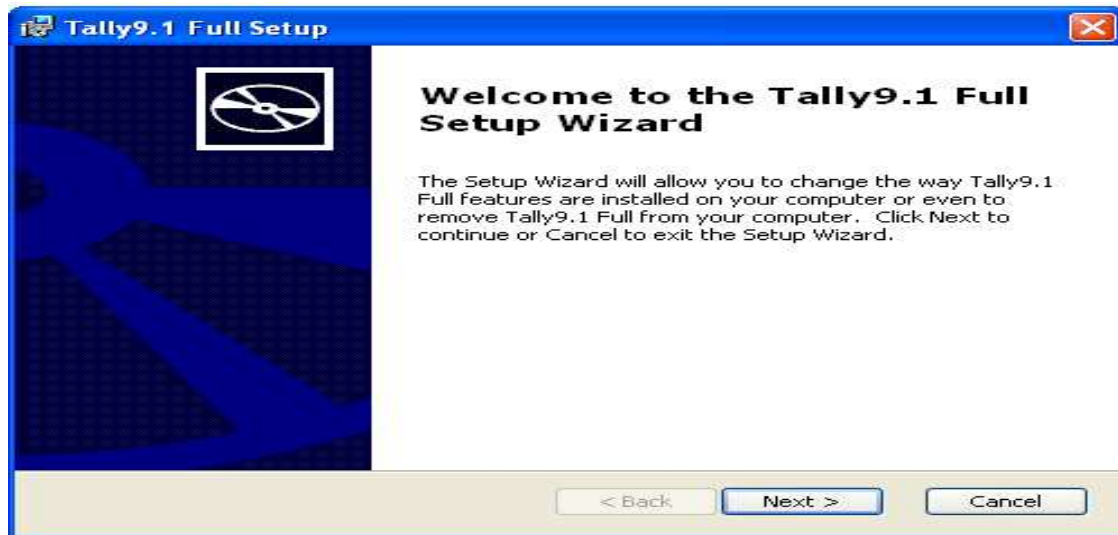 Tally9.1 Full Setup
Welcome to the Tally9.1 Full
Setup Wizard
The Setup Wizard will allow you to change the way Tally9.1
Full features are installed on your computer or even to
remove Tally9.1 Full from your computer. Click Next to
continue or Cancel to exit the Setup Wizard.
< Back Next > Cancel